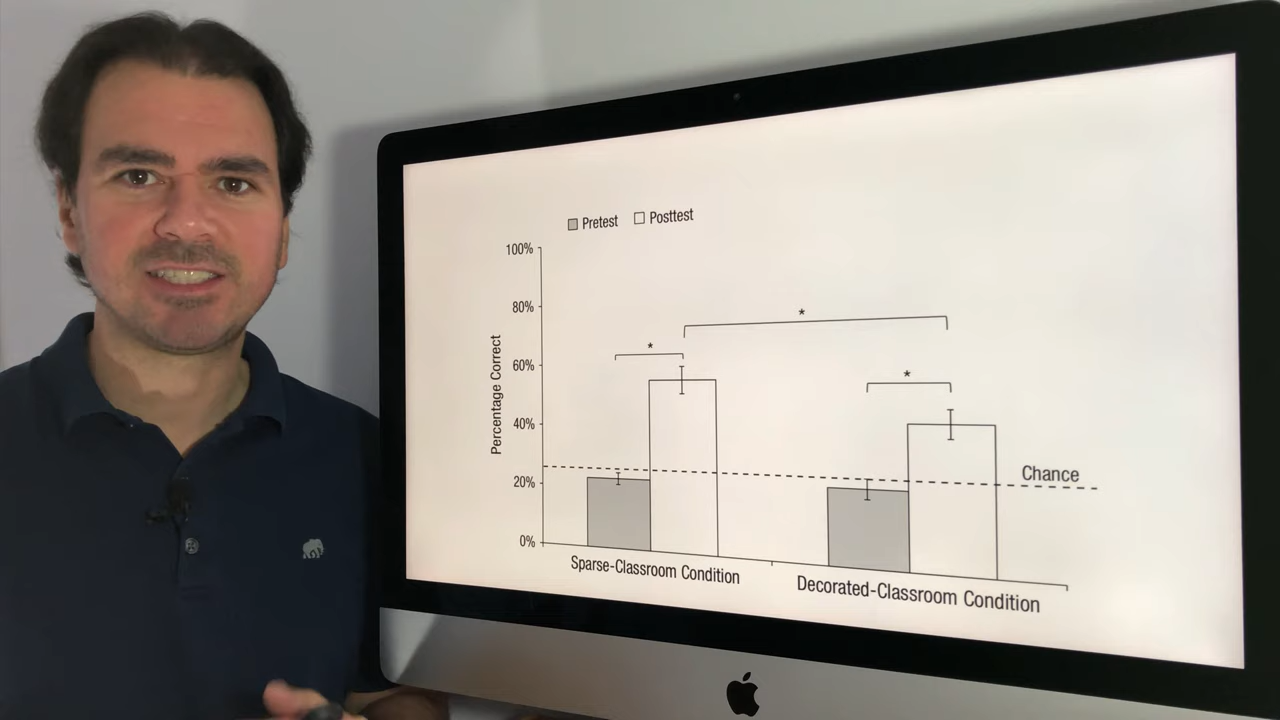 Pretest Posttest
100%
80%
60%
40%
20%
0%
Percentage Correct
*
*
*
Chance
Sparse-Classroom Condition
Decorated-Classroom Condition